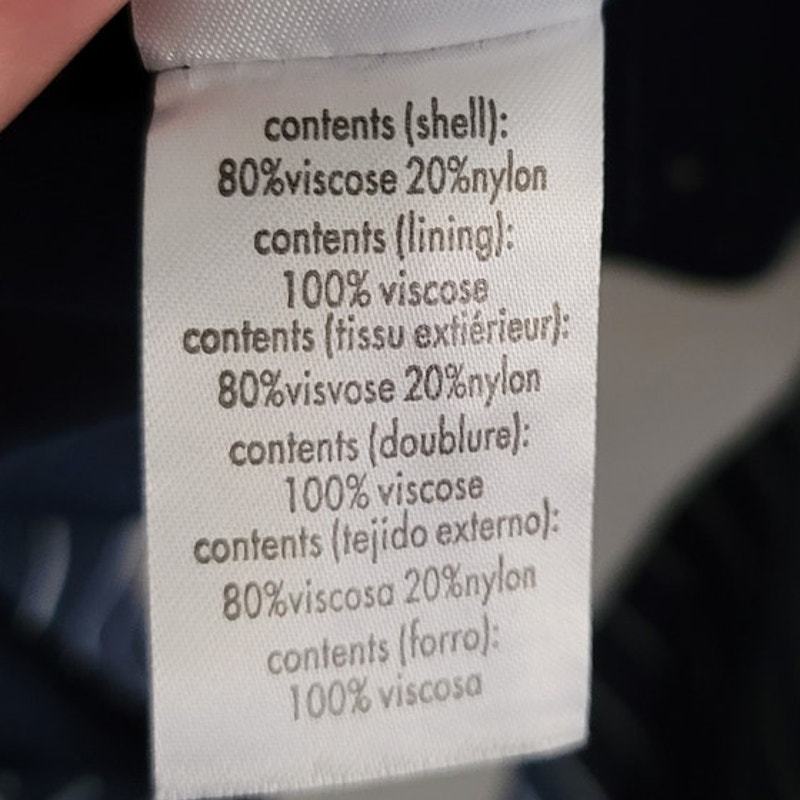 contents (shell):
80%viscose 20%nylon
contents (lining):
100% viscose
contents (tissu extiérieur):
80%visvose 20%nylon
contents (doublure):
100% viscose
contents (tejido externo):
80%viscosa 20%nylon
contents (forro):
100% viscosa